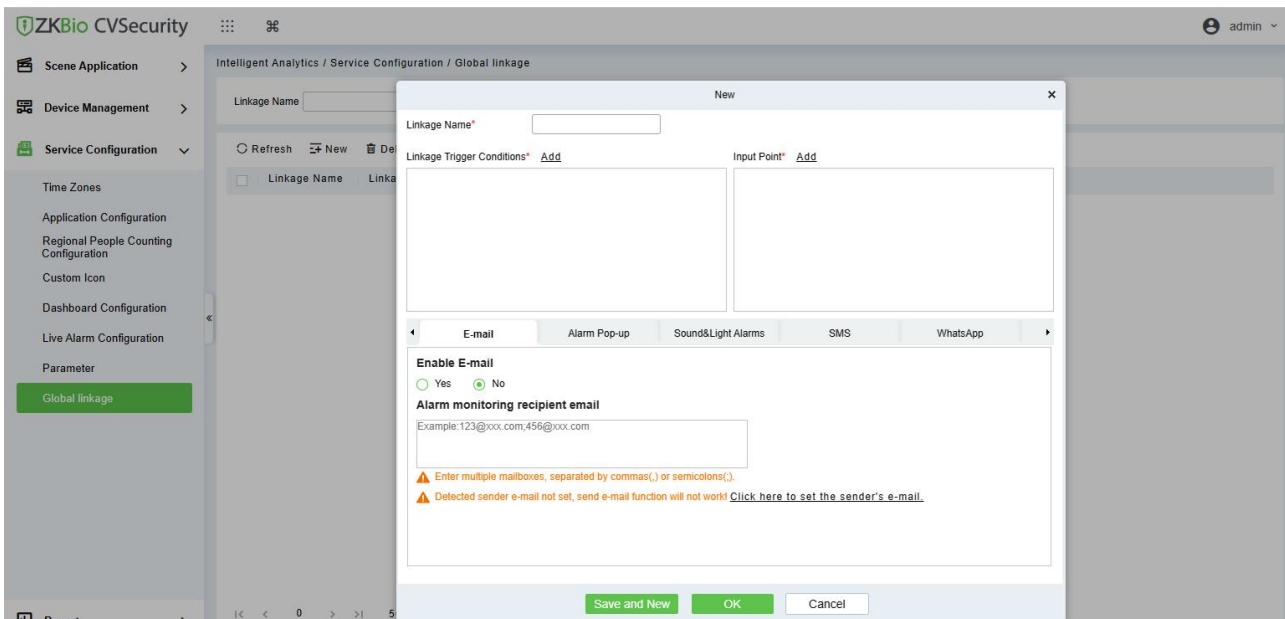 ZKBio CVSecurity
admin
Scene Application
Device Management
Service Configuration
Time Zones
Application Configuration
Regional People Counting
Configuration
Custom Icon
Dashboard Configuration
Live Alarm Configuration
Parameter
Global linkage
Intelligent Analytics / Service Configuration / Global linkage
Linkage Name
Refresh New De
Linkage Name Linka
New
Linkage Name*
Linkage Trigger Conditions* Add
Input Point* Add
E-mail Alarm Pop-up Sound&Light Alarms SMS WhatsApp
Enable E-mail
Yes No
Alarm monitoring recipient email
Example:123@xxx.com;456@xxx.com
Enter multiple mailboxes, separated by commas(,) or semicolons(;).
Detected sender e-mail not set, send e-mail function will not work! Click here to set the sender's e-mail.
Save and New OK Cancel
|< < 0 > >| 5